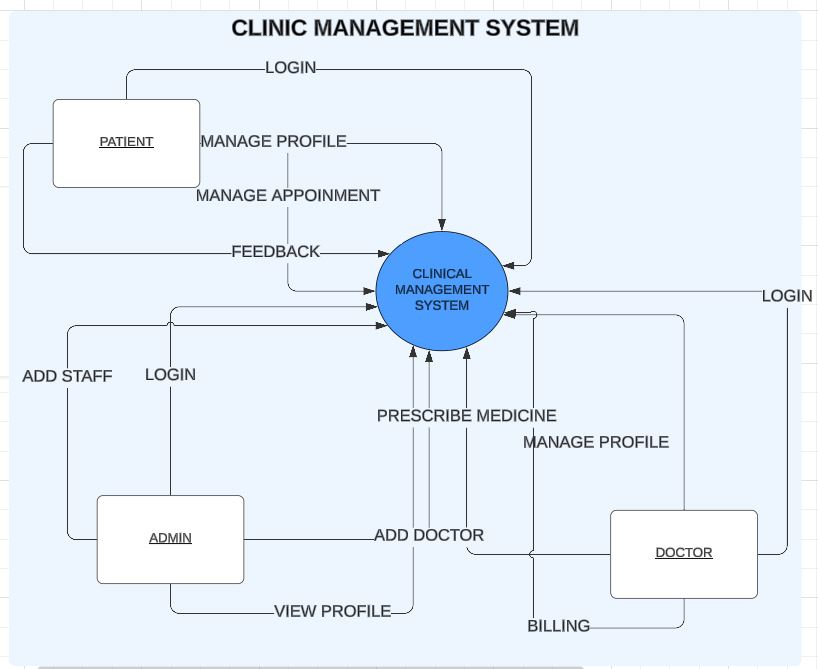 CLINIC MANAGEMENT SYSTEM
LOGIN
PATIENT
MANAGE PROFILE
MANAGE APPOINMENT
FEEDBACK
CLINICAL
MANAGEMENT
SYSTEM
LOGIN
ADD STAFF
LOGIN
PRESCRIBE MEDICINE
MANAGE PROFILE
ADMIN
ADD DOCTOR
DOCTOR
VIEW PROFILE
BILLING